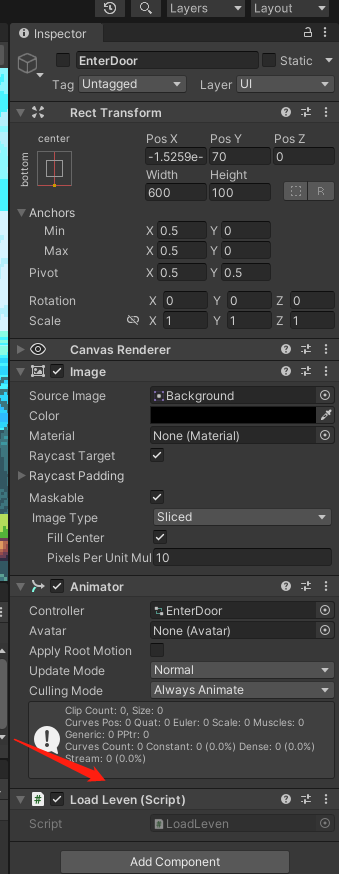 Layers Layout
Inspector
EnterDoor Static
Tag Untagged Layer UI
Rect Transform
center
bottom
Pos X Pos Y Pos Z
-1.5259e- 70 0
Width Height
600 100
R
Anchors
Min X 0.5 Y 0
Max X 0.5 Y 0
Pivot X 0.5 Y 0.5
Rotation X 0 Y 0 Z 0
Scale X 1 Y 1 Z 1
Canvas Renderer
Image
Source Image Background
Color
Material None (Material)
Raycast Target
Raycast Padding
Maskable
Image Type Sliced
Fill Center
Pixels Per Unit Mul 10
Animator
Controller EnterDoor
Avatar None (Avatar)
Apply Root Motion
Update Mode Normal
Culling Mode Always Animate
Clip Count: 0, Size: 0
Curves Pos: 0 Quat: 0 Euler: 0 Scale: 0 Muscles: 0
Generic: 0 PPtr: 0
Curves Count: 0 Constant: 0 (0.0%) Dense: 0 (0.0%)
Stream: 0 (0.0%)
# Load Leven (Script)
Script LoadLeven
Add Component